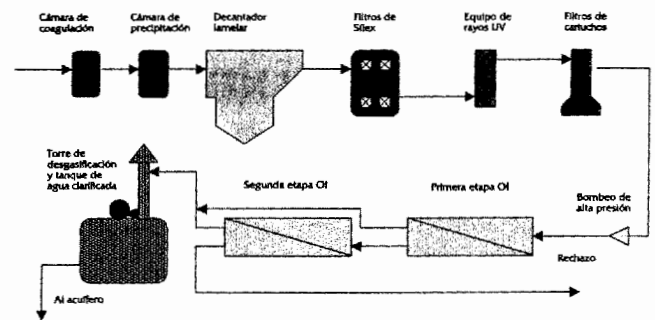 Cámara de
coagulación
Cámara de
precipitación
Decantador
lamelar
Filtros de
Sílex
Equipo de
rayos UV
Filtros de
cartuchos
Torre de
desgasificación
y tanque de
agua clarificada
Segunda etapa OI
Primera etapa OI
Bombeo de
alta presión
Rechazo
Al acuífero